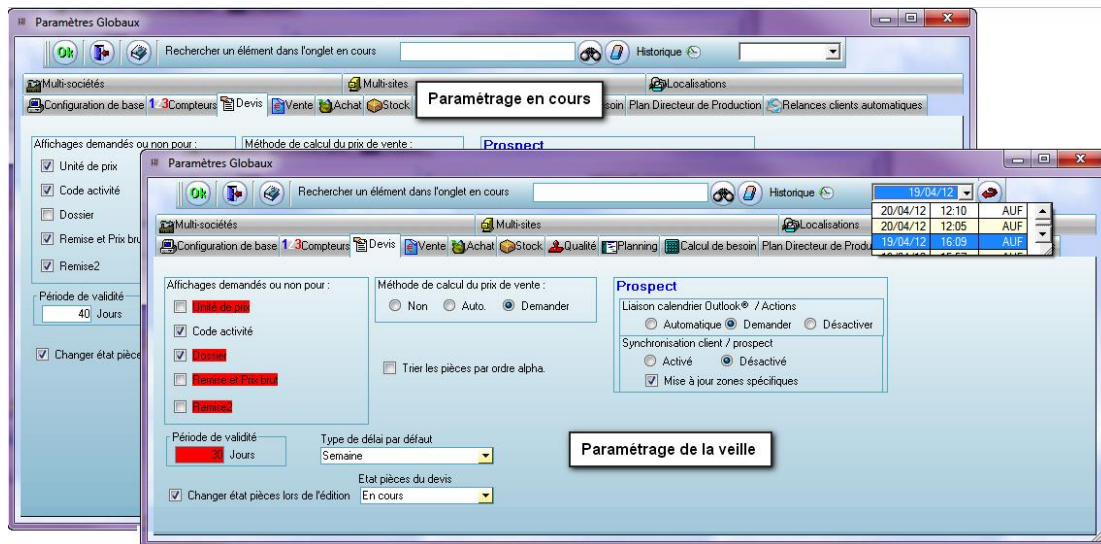 Paramètres Globaux
Ok Rechercher un élément dans l'onglet en cours Historique
Multi-sociétés Multi-sites Localisations
Configuration de base 123Compteurs Devis Vente Achat Stock soin Plan Directeur de Production Relances clients automatiques
Paramétrage en cours
Affichages demandés ou non pour : Méthode de calcul du prix de vente : Prospect
Unité de prix
Code activité
Dossier
Remise et Prix bru
Remise2
Période de validité
40 Jours
Changer état pièce
Paramètres Globaux
Ok Rechercher un élément dans l'onglet en cours Historique 19/04/12
20/04/12 12:10 AUF
20/04/12 12:05 AUF
19/04/12 16:09 AUF
Multi-sociétés Multi-sites Localisations
Configuration de base 123Compteurs Devis Vente Achat Stock Qualité Planning Calcul de besoin Plan Directeur de Produ
Affichages demandés ou non pour : Méthode de calcul du prix de vente : Prospect
Unité de prix Non Auto. Demander Liaison calendrier Outlook® / Actions
Code activité Automatique Demander Désactiver
Dossier Trier les pièces par ordre alpha. Synchronisation client / prospect
Remise et Prix brut Activé Désactivé
Remise2 Mise à jour zones spécifiques
Période de validité Type de délai par défaut
30 Jours Semaine
Paramétrage de la veille
Etat pièces du devis
Changer état pièces lors de l'édition En cours